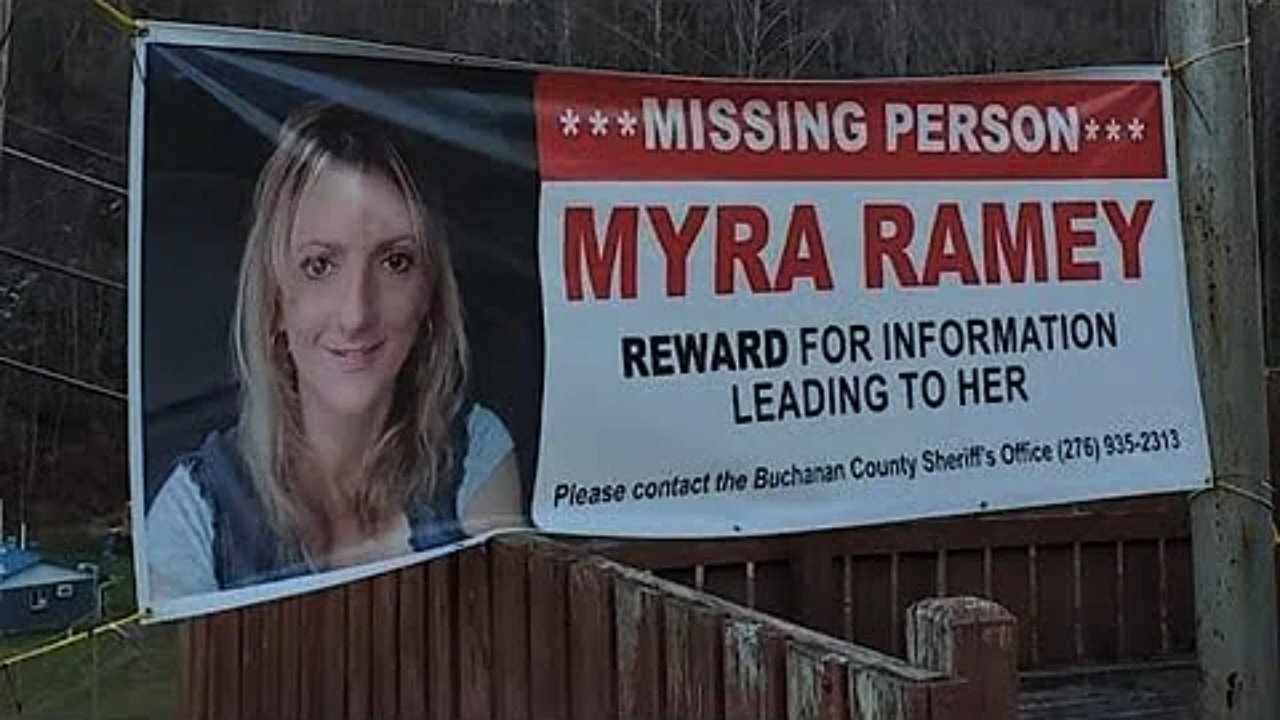 ***MISSING PERSON***
MYRA RAMEY
REWARD FOR INFORMATION
LEADING TO HER
Please contact the Buchanan County Sheriff's Office (276) 935-2313